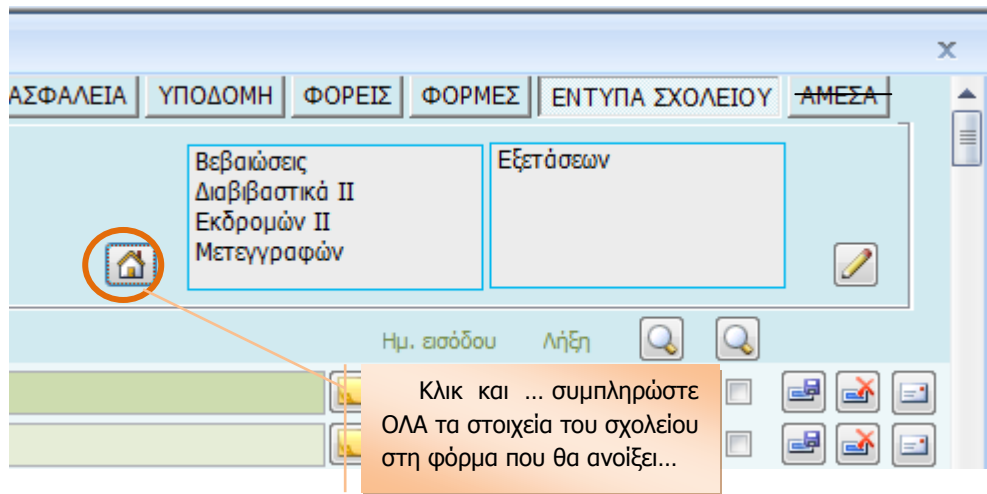 ΑΣΦΑΛΕΙΑ ΥΠΟΔΟΜΗ ΦΟΡΕΙΣ ΦΟΡΜΕΣ ΕΝΤΥΠΑ ΣΧΟΛΕΙΟΥ ΑΜΕΣΑ
Βεβαιώσεις
Διαβιβαστικά ΙΙ
Εκδρομών ΙΙ
Μετεγγραφών
Εξετάσεων
Ημ. εισόδου Λήξη
Κλικ και ... συμπληρώστε
ΟΛΑ τα στοιχεία του σχολείου
στη φόρμα που θα ανοίξει...